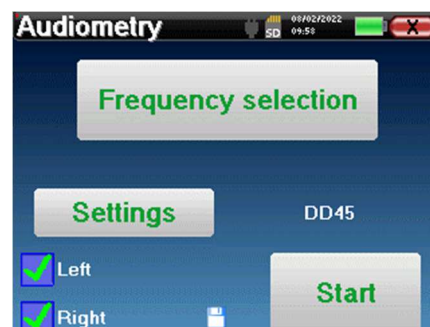 Audiometry
SD
08/02/2022
09:58
X
Frequency selection
Settings
DD45
Left
Start
Right